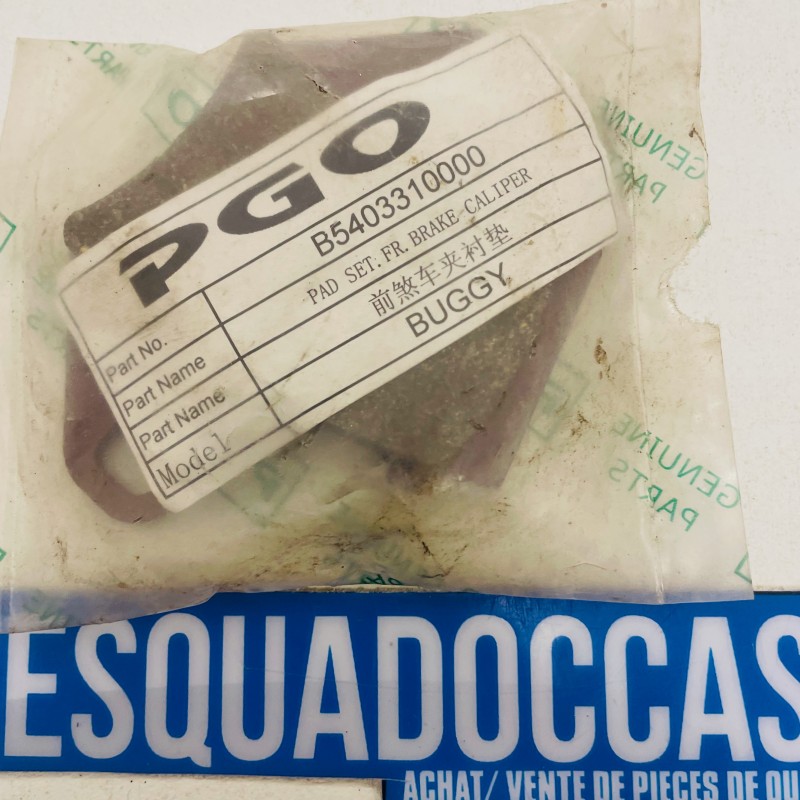 PGO
Part No. B5403310000
Part Name PAD SET. FR. BRAKE CALIPER
Part Name 前煞车夹衬垫
Model BUGGY
GENUINE
PARTS
GENUINE
PARTS
ESQUADOCCAS
ACHAT/ VENTE DE PIECES DE QU